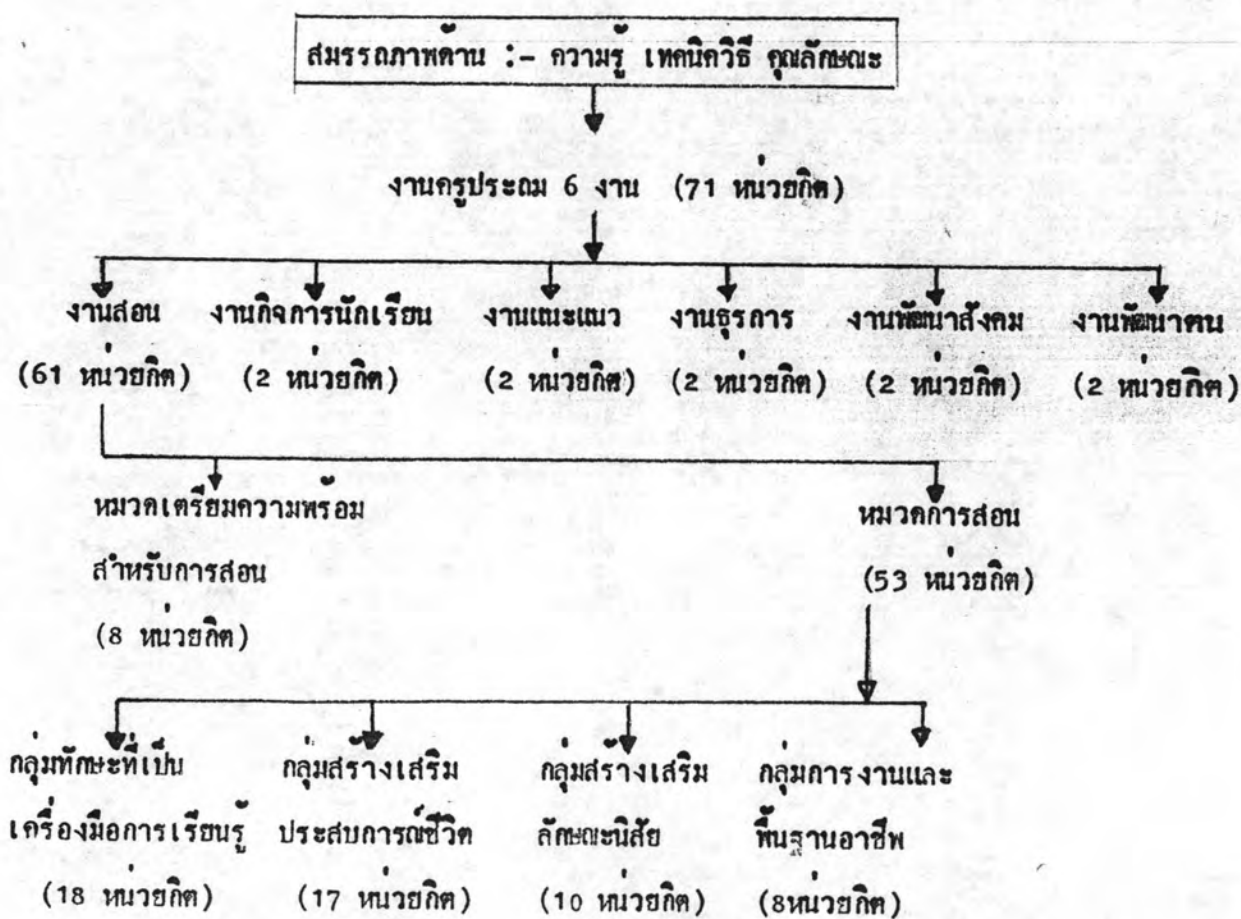 สมรรถภาพด้าน :- ความรู้ เทคนิควิธี คุณลักษณะ
งานครูประถม 6 งาน (71 หน่วยกิต)
งานสอน งานกิจการนักเรียน งานแนะแนว งานธุรการ งานพัฒนาสังคม งานพัฒนาตน
(61 หน่วยกิต) (2 หน่วยกิต) (2 หน่วยกิต) (2 หน่วยกิต) (2 หน่วยกิต) (2 หน่วยกิต)
หมวดเตรียมความพร้อม หมวดการสอน
สำหรับการสอน (53 หน่วยกิต)
(8 หน่วยกิต)
กลุ่มทักษะที่เป็น กลุ่มสร้างเสริม กลุ่มสร้างเสริม กลุ่มการงานและ
เครื่องมือการเรียนรู้ ประสบการณ์ชีวิต ลักษณะนิสัย พื้นฐานอาชีพ
(18 หน่วยกิต) (17 หน่วยกิต) (10 หน่วยกิต) (8หน่วยกิต)